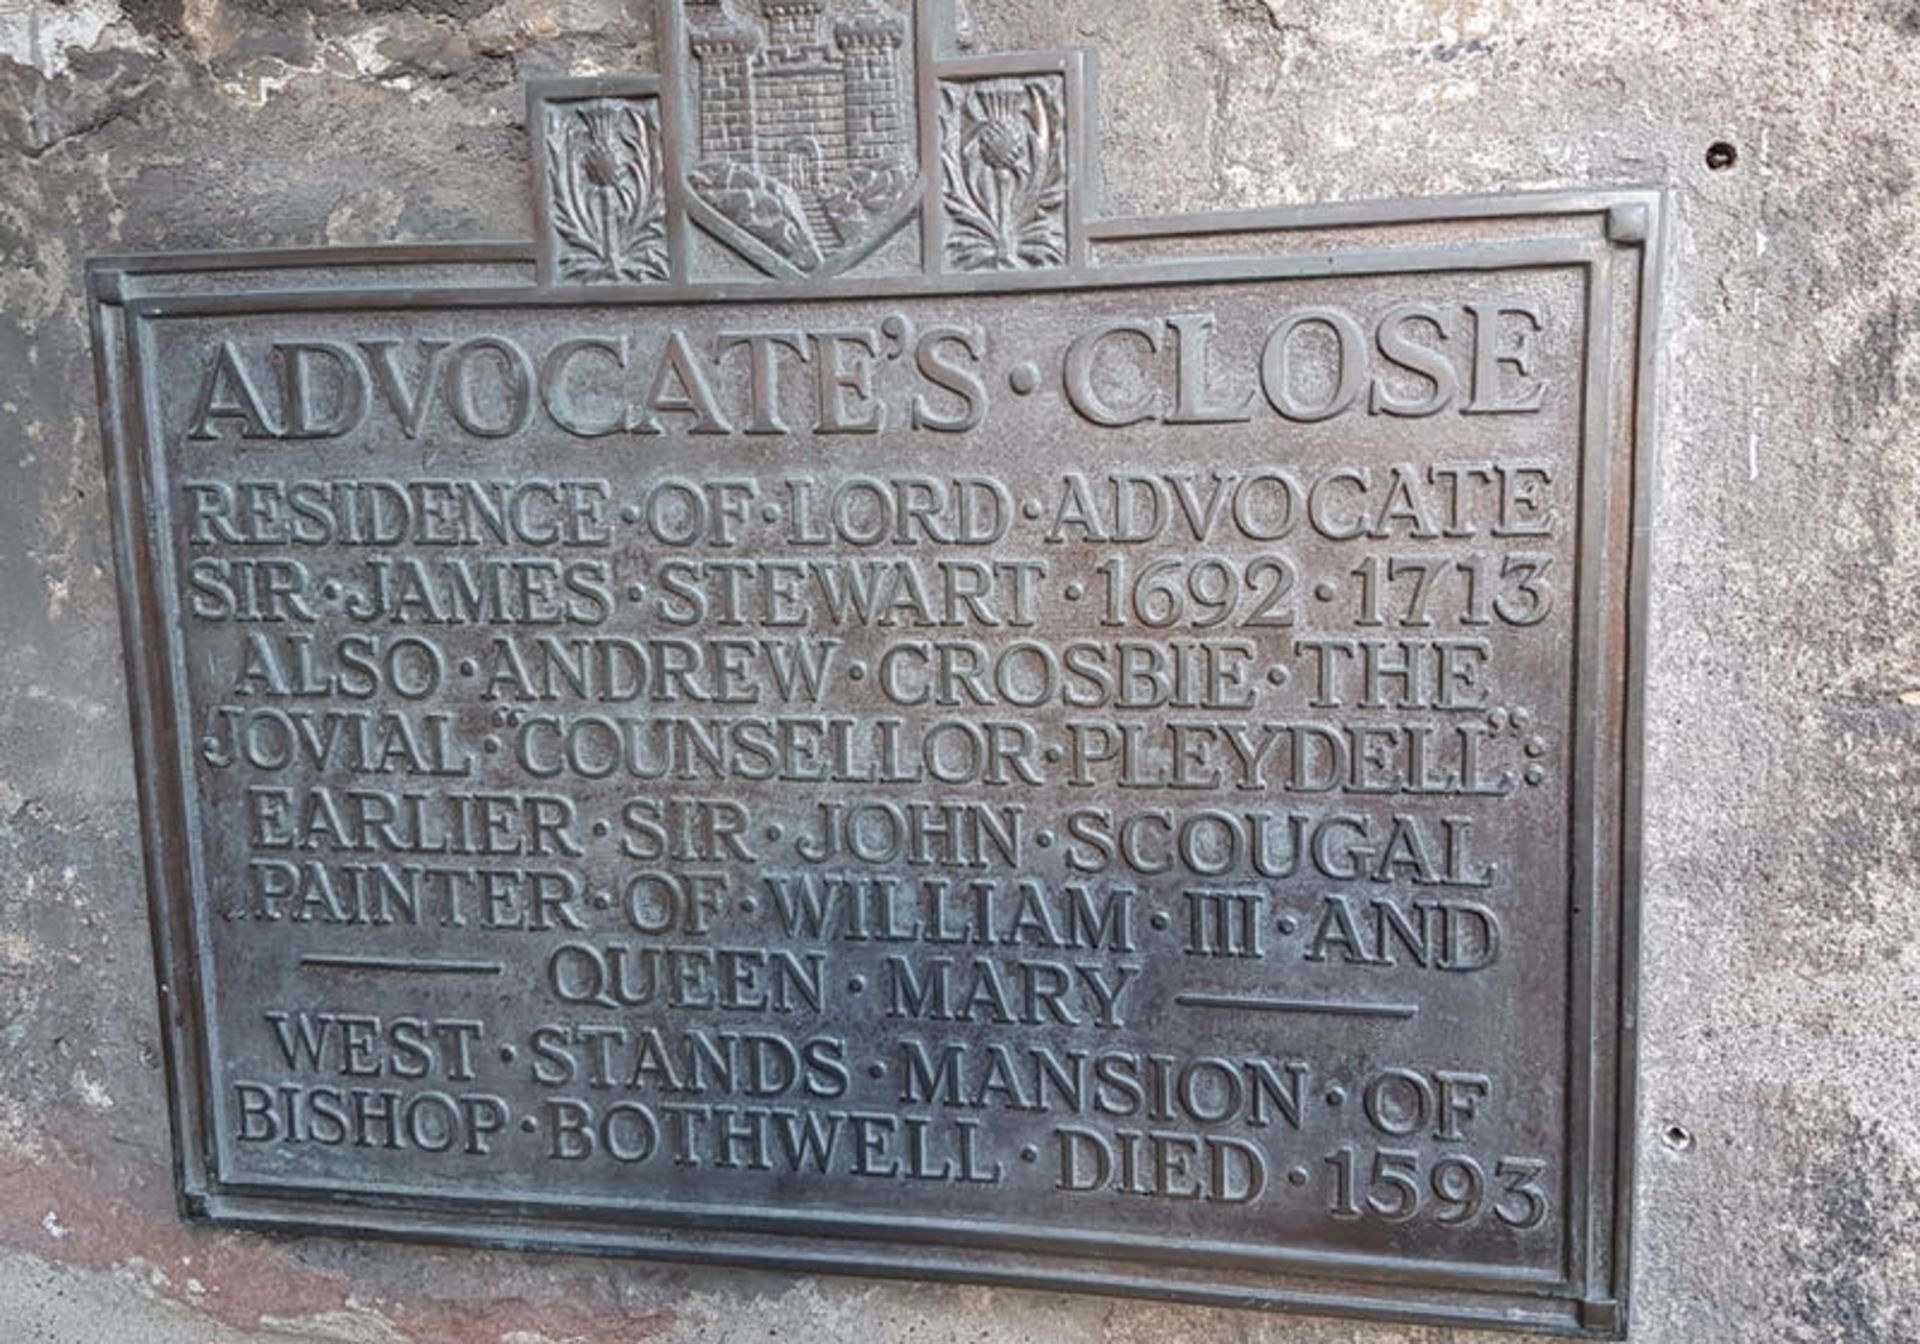 ADVOCATE'S · CLOSE
RESIDENCE · OF · LORD · ADVOCATE
SIR · JAMES · STEWART · 1692 · 1713
ALSO · ANDREW · CROSBIE · THE
JOVIAL · "COUNSELLOR · PLEYDELL":
EARLIER · SIR · JOHN · SCOUGAL
PAINTER · OF · WILLIAM · III · AND
QUEEN · MARY
WEST · STANDS · MANSION · OF
BISHOP · BOTHWELL · DIED · 1593